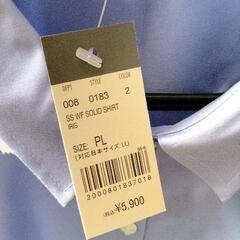 DEPT STYLE COLOR
008 0183 2
SS WF SOLID SHIRT
IRIS
SIZE: PL
(対応日本サイズ LL)
2000801837018
(税込)¥5,900